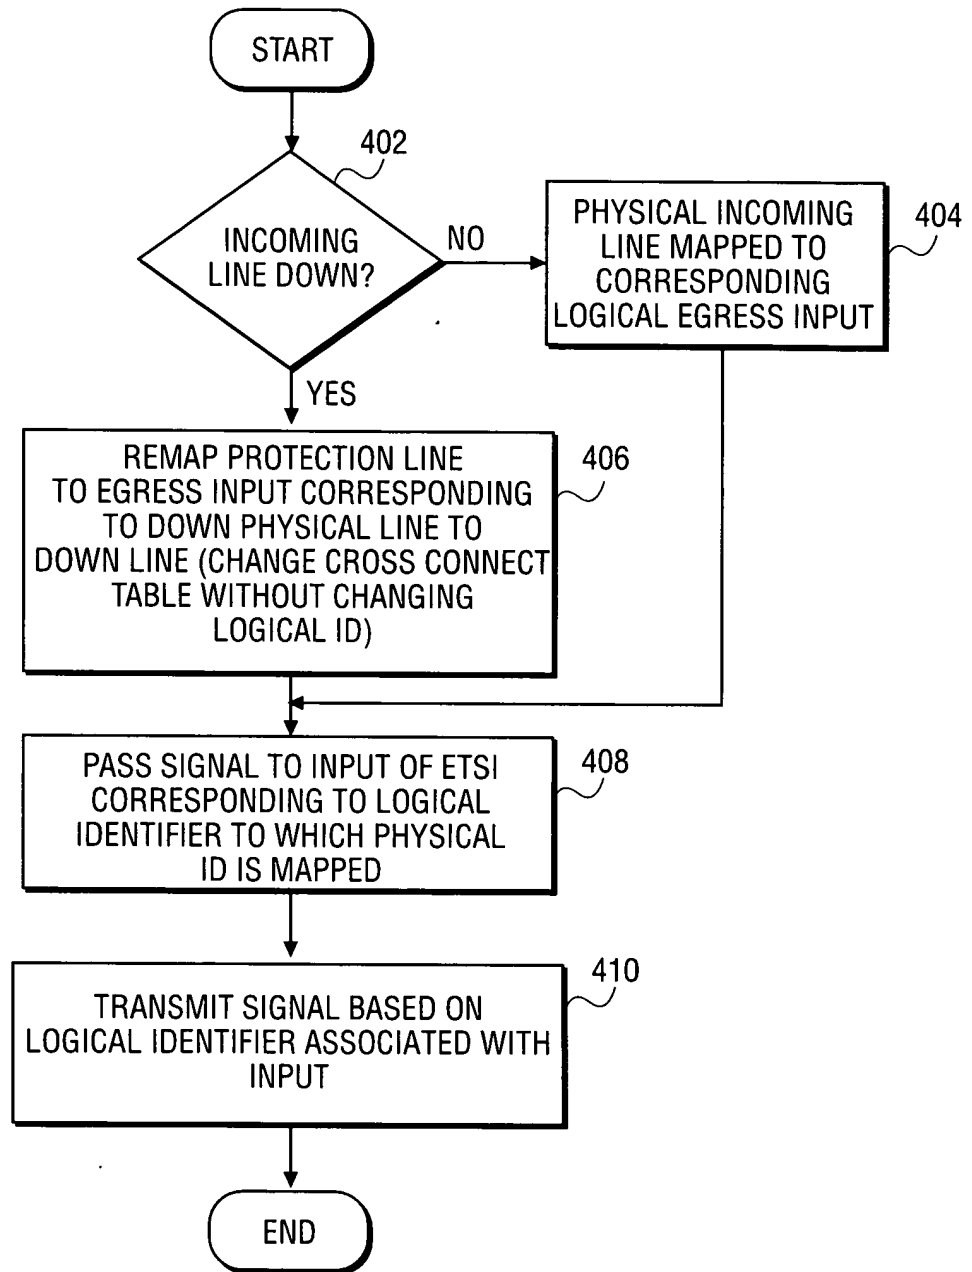 START
402
INCOMING
LINE DOWN?
NO
PHYSICAL INCOMING
LINE MAPPED TO
CORRESPONDING
LOGICAL EGRESS INPUT
404
YES
REMAP PROTECTION LINE
TO EGRESS INPUT CORRESPONDING
TO DOWN PHYSICAL LINE TO
DOWN LINE (CHANGE CROSS CONNECT
TABLE WITHOUT CHANGING
LOGICAL ID)
406
PASS SIGNAL TO INPUT OF ETSI
CORRESPONDING TO LOGICAL
IDENTIFIER TO WHICH PHYSICAL
ID IS MAPPED
408
TRANSMIT SIGNAL BASED ON
LOGICAL IDENTIFIER ASSOCIATED WITH
INPUT
410
END